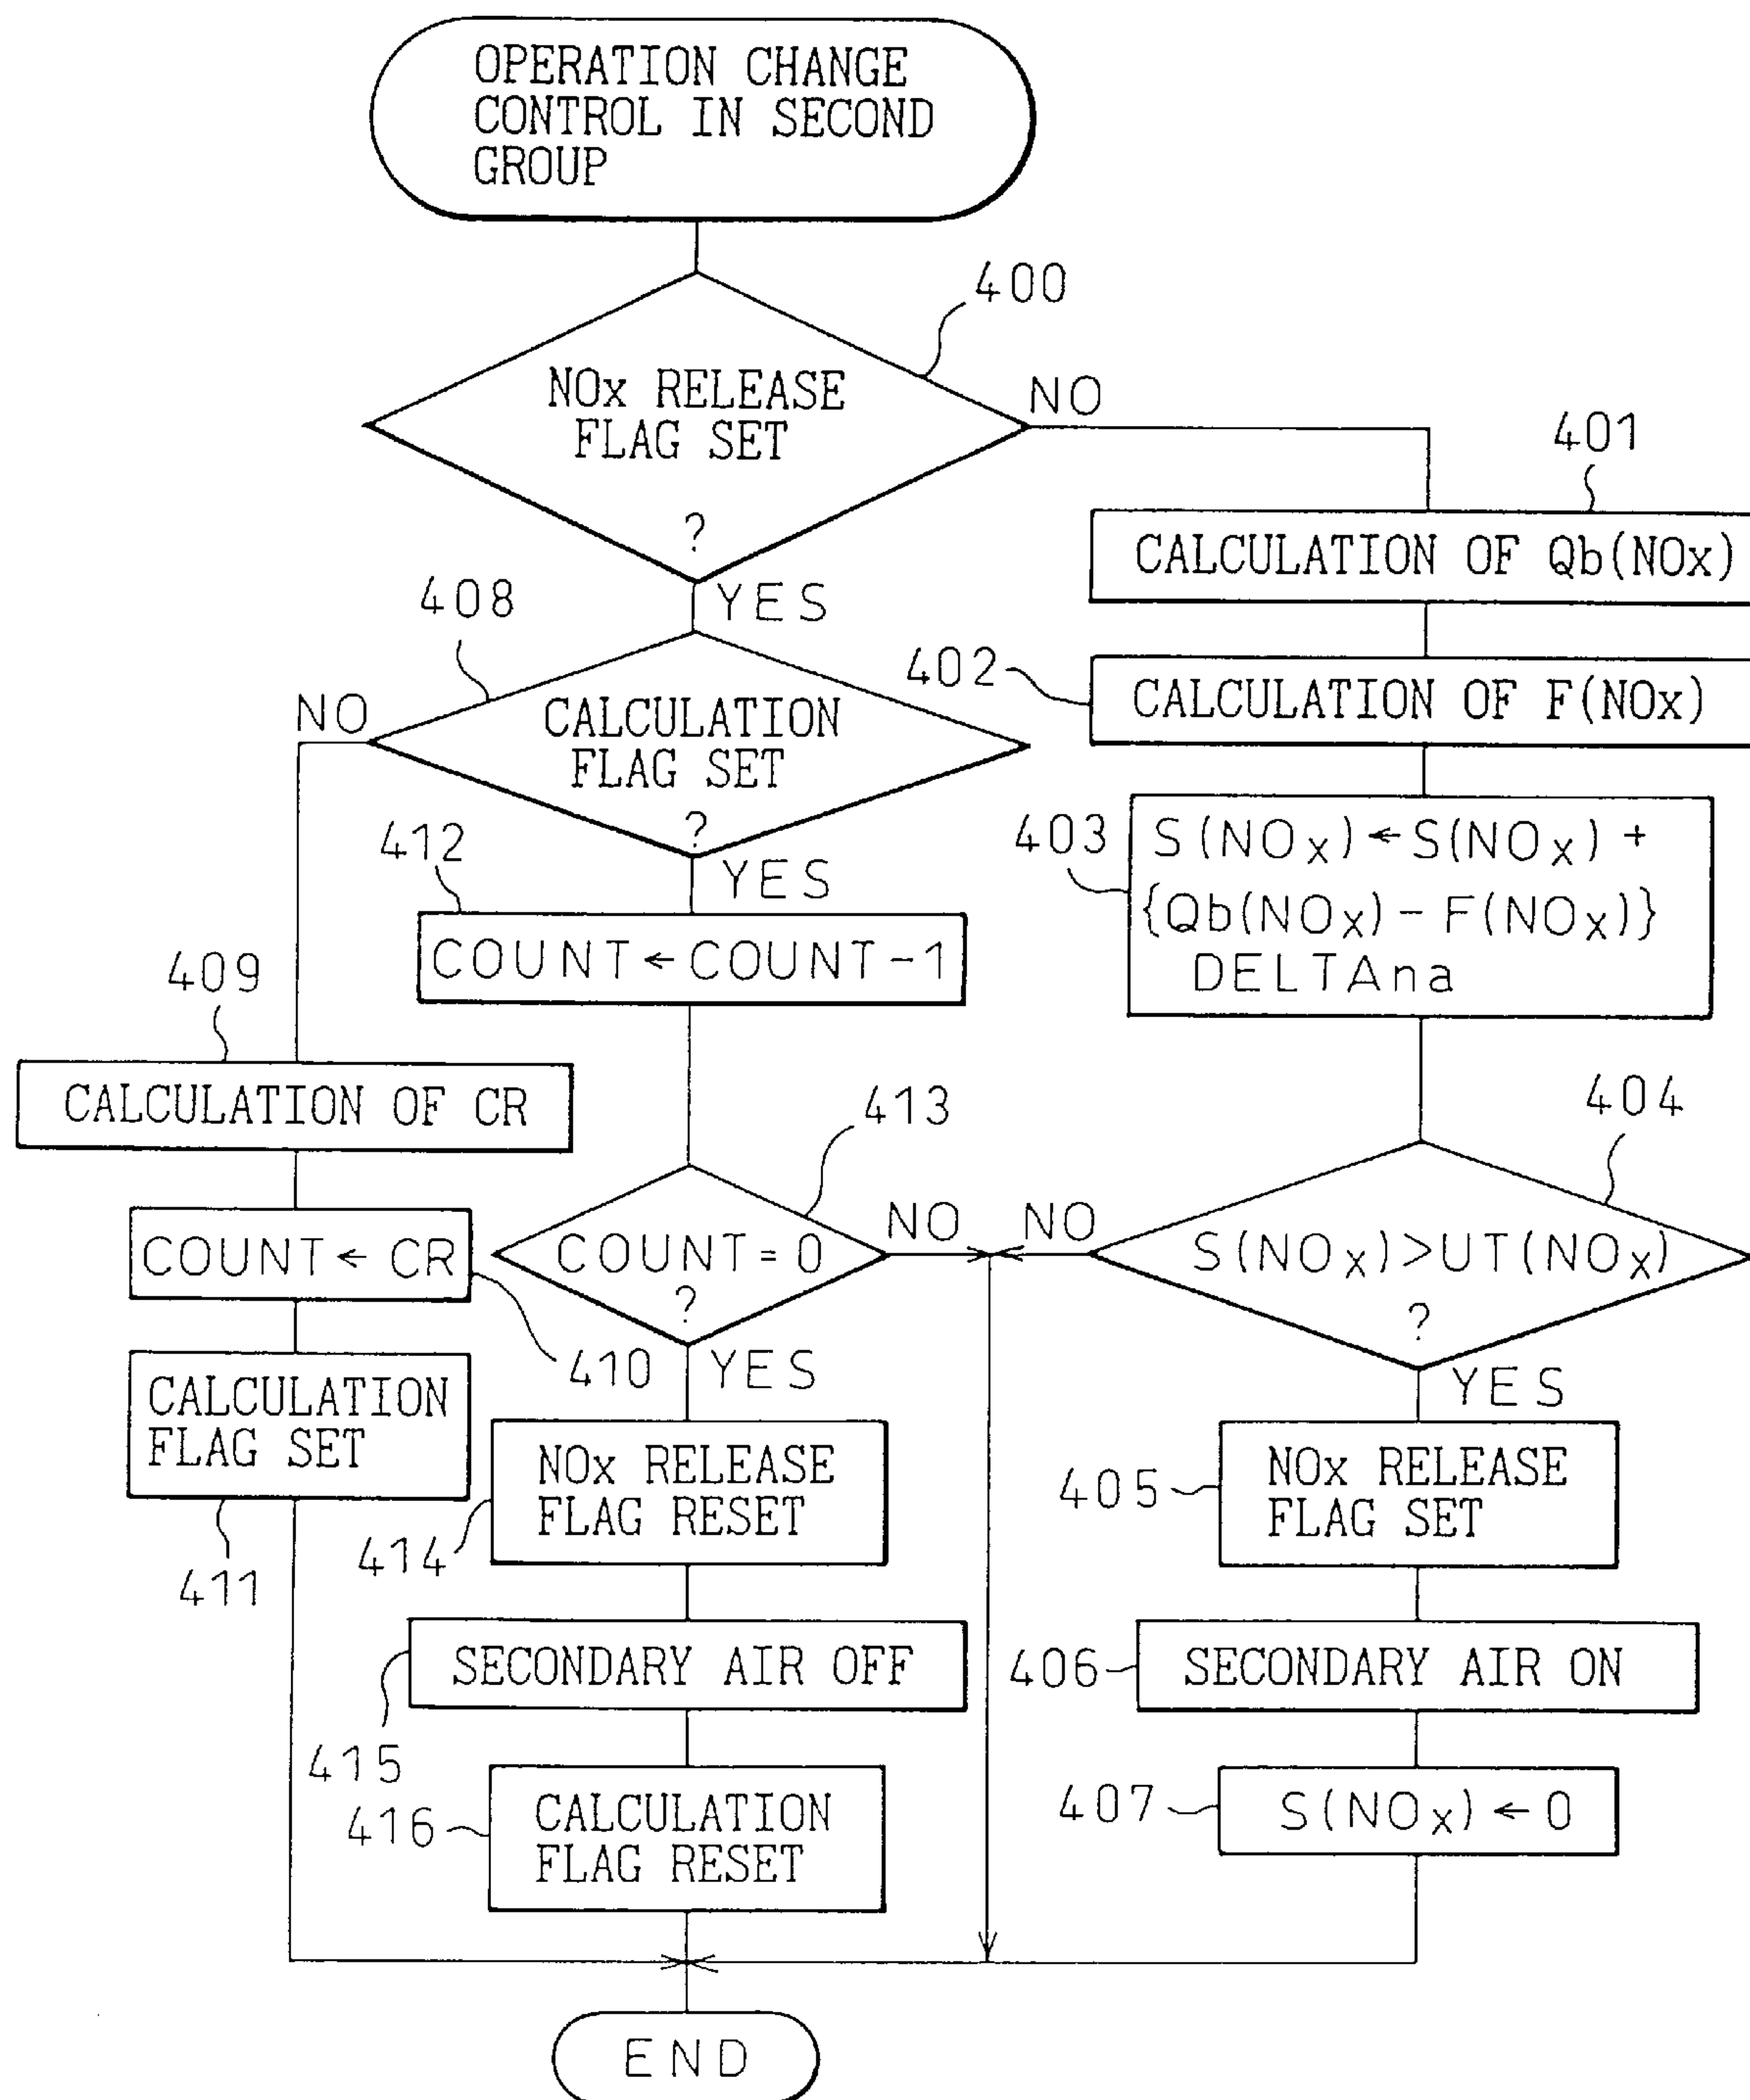 OPERATION CHANGE
CONTROL IN SECOND
GROUP
400
NOx RELEASE
FLAG SET
?
NO
YES
401
CALCULATION OF Qb(NOx)
402
CALCULATION OF F(NOx)
403
S(NOx)←S(NOx)+
{Qb(NOx)-F(NOx)}
DELTAna
404
S(NOx)>UT(NOx)
?
NO
YES
405
NOx RELEASE
FLAG SET
406
SECONDARY AIR ON
407
S(NOx)←0
408
CALCULATION
FLAG SET
?
NO
YES
409
CALCULATION OF CR
COUNT←CR
410
CALCULATION
FLAG SET
411
412
COUNT←COUNT-1
413
COUNT=0
?
NO
YES
NOx RELEASE
FLAG RESET
414
SECONDARY AIR OFF
415
416
CALCULATION
FLAG RESET
END